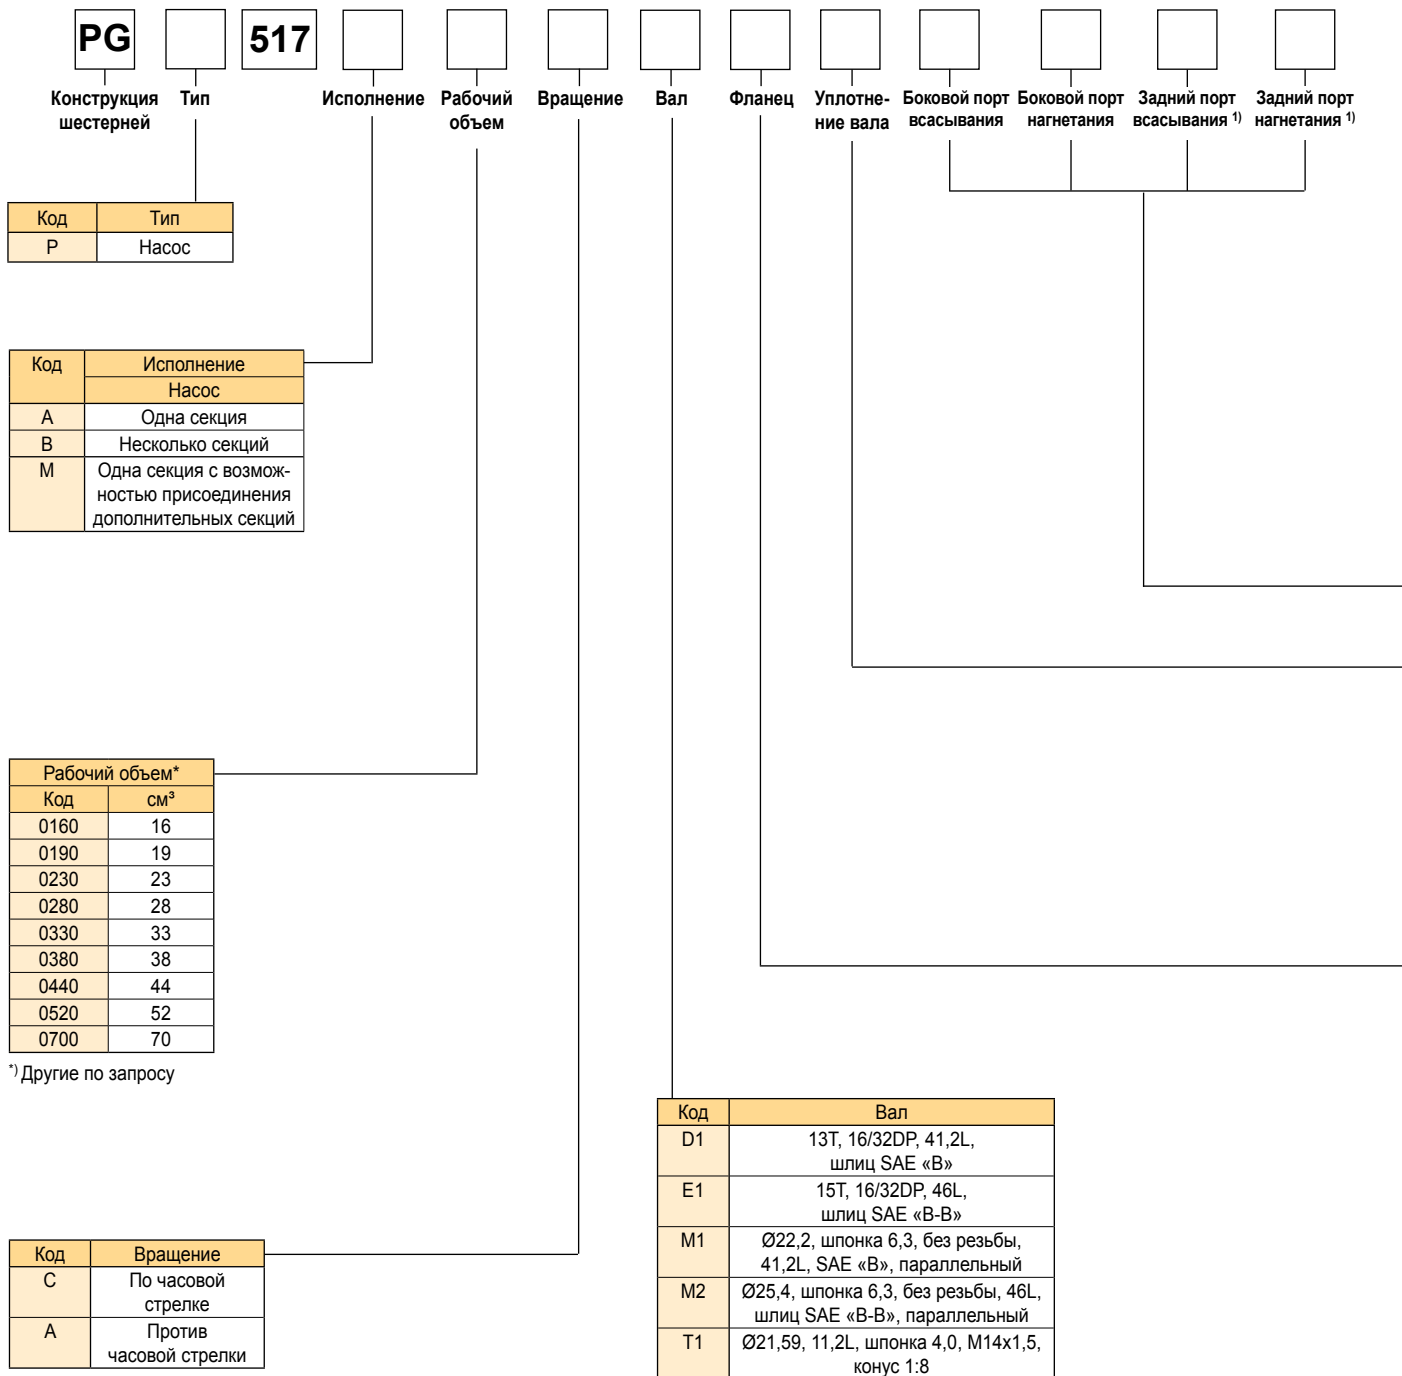 PG 517
Конструкция шестерней
Тип
Исполнение
Рабочий объем
Вращение
Вал
Фланец
Уплотне-
ние вала
Боковой порт
всасывания
Боковой порт
нагнетания
Задний порт
всасывания 1)
Задний порт
нагнетания 1)
Код Тип
P Насос
Код Исполнение
Насос
A Одна секция
B Несколько секций
M Одна секция с возмож-
ностью присоединения
дополнительных секций
Рабочий объем*
Код см³
0160 16
0190 19
0230 23
0280 28
0330 33
0380 38
0440 44
0520 52
0700 70
*) Другие по запросу
Код Вращение
C По часовой
стрелке
A Против
часовой стрелки
Код Вал
D1 13T, 16/32DP, 41,2L,
шлиц SAE «B»
E1 15T, 16/32DP, 46L,
шлиц SAE «B-B»
M1 Ø22,2, шпонка 6,3, без резьбы,
41,2L, SAE «B», параллельный
M2 Ø25,4, шпонка 6,3, без резьбы, 46L,
шлиц SAE «B-B», параллельный
T1 Ø21,59, 11,2L, шпонка 4,0, M14x1,5,
конус 1:8